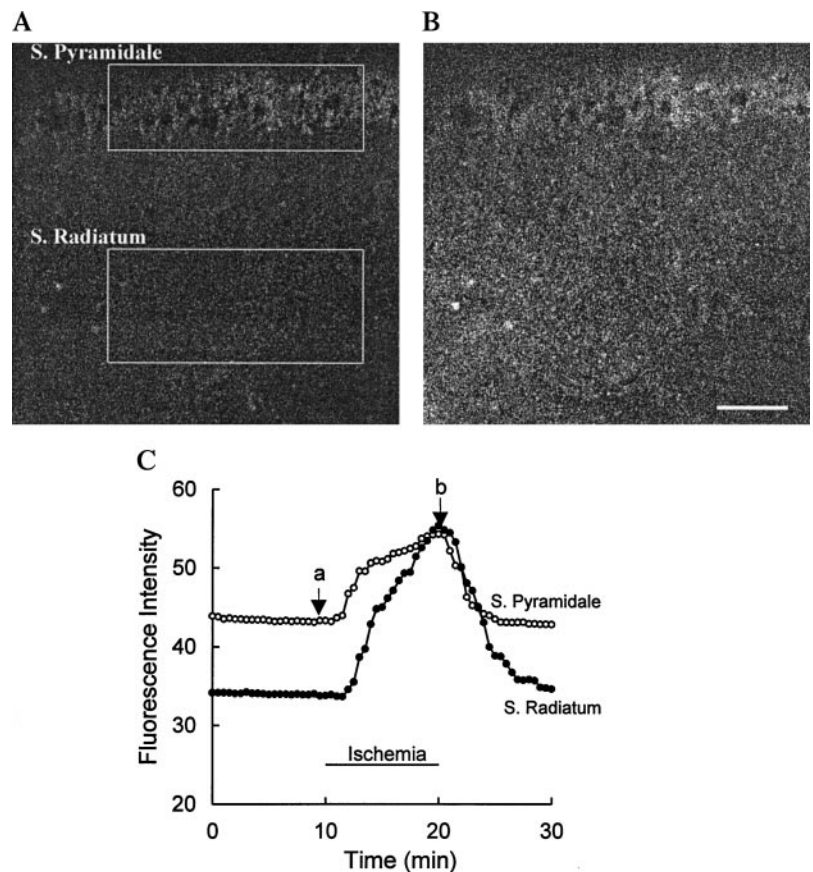 A
B
S. Pyramidale
S. Radiatum
C
60
50
40
30
20
Fluorescence Intensity
a
b
S. Pyramidale
S. Radiatum
Ischemia
0
10
20
30
Time (min)